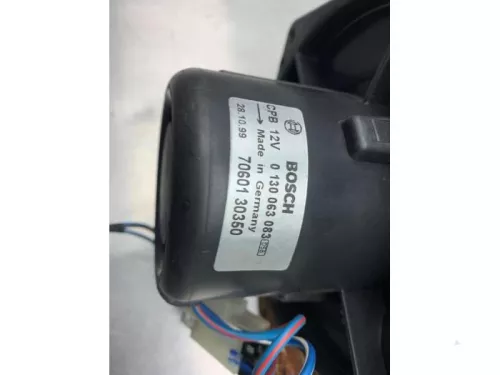 BOSCH
CPB 12V 0 130 063 083
→ Made in Germany
28.10.99 70601 30350